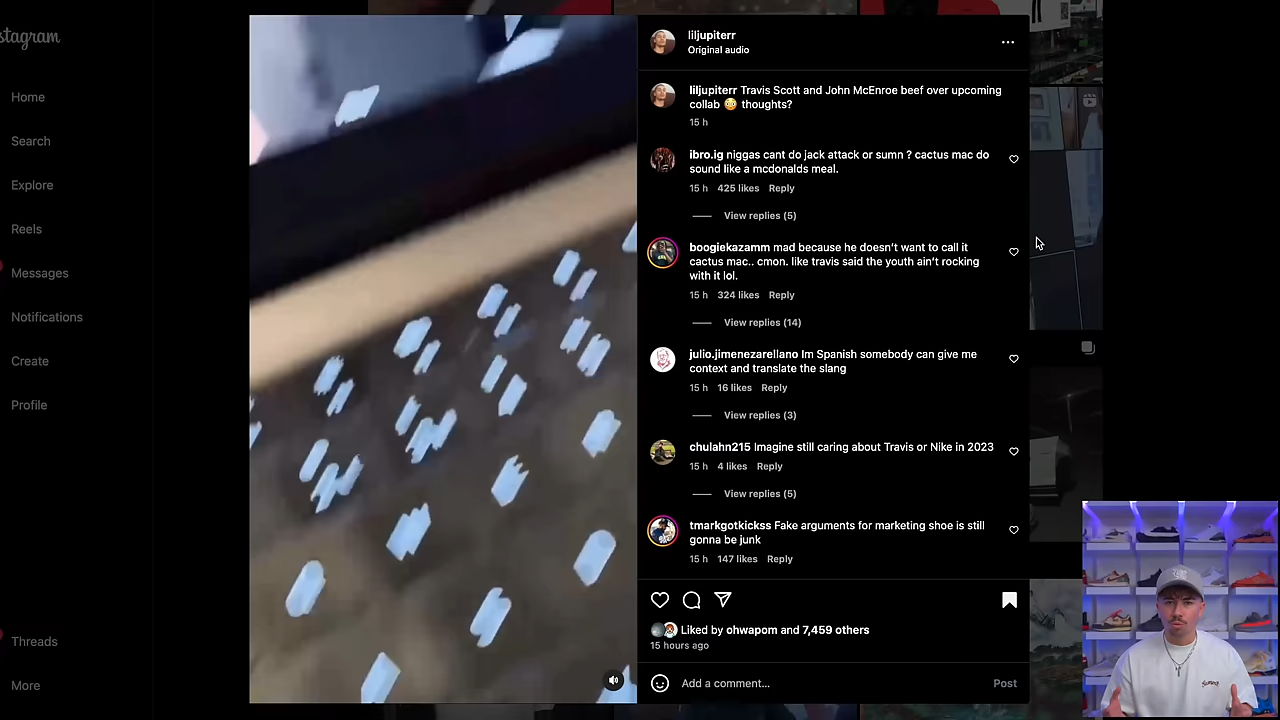 stagram
Home
Search
Explore
Reels
Messages
Notifications
Create
Profile
Threads
More
liljupiterr
Original audio
liljupiterr Travis Scott and John McEnroe beef over upcoming
collab 😳 thoughts?
15 h
ibro.ig niggas cant do jack attack or sumn ? cactus mac do
sound like a mcdonalds meal.
15 h 425 likes Reply
View replies (5)
boogiekazamm mad because he doesn't want to call it
cactus mac.. cmon. like travis said the youth ain't rocking
with it lol.
15 h 324 likes Reply
View replies (14)
julio.jimenezarellano Im Spanish somebody can give me
context and translate the slang
15 h 16 likes Reply
View replies (3)
chulahn215 Imagine still caring about Travis or Nike in 2023
15 h 4 likes Reply
View replies (5)
tmarkgotkickss Fake arguments for marketing shoe is still
gonna be junk
15 h 147 likes Reply
Liked by ohwapom and 7,459 others
15 hours ago
Add a comment...
Post